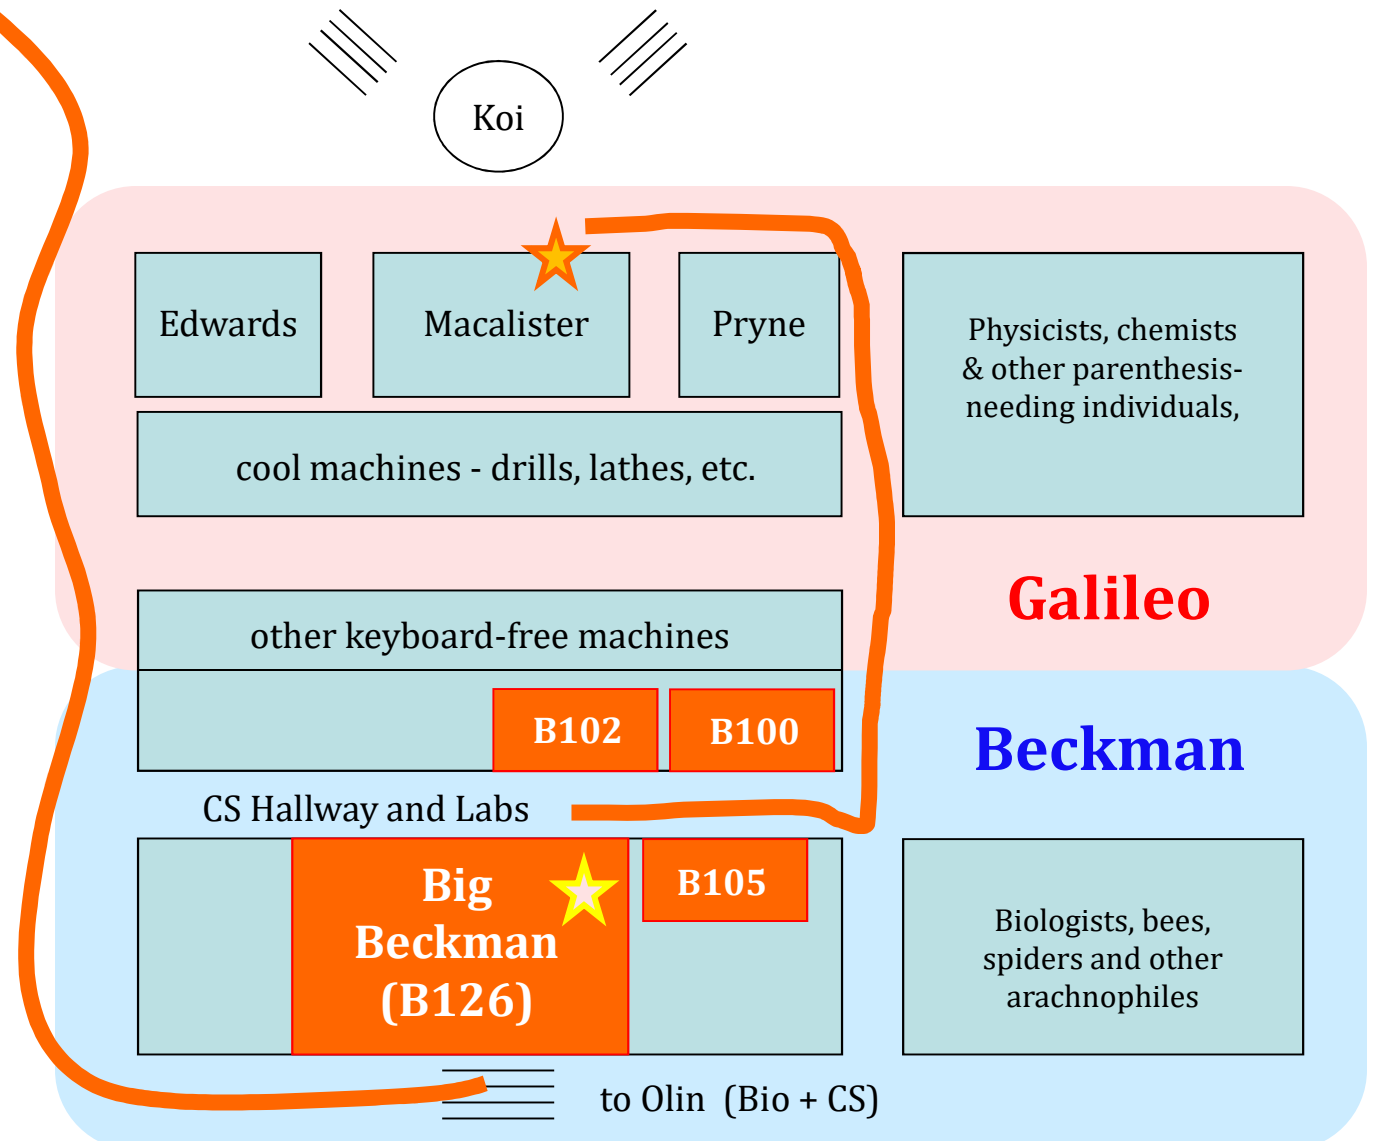 Koi
Edwards
Macalister
Pryne
Physicists, chemists
& other parenthesis-
needing individuals,
cool machines - drills, lathes, etc.
Galileo
other keyboard-free machines
B102
B100
Beckman
CS Hallway and Labs
Big
Beckman
(B126)
B105
Biologists, bees,
spiders and other
arachnophiles
to Olin (Bio + CS)